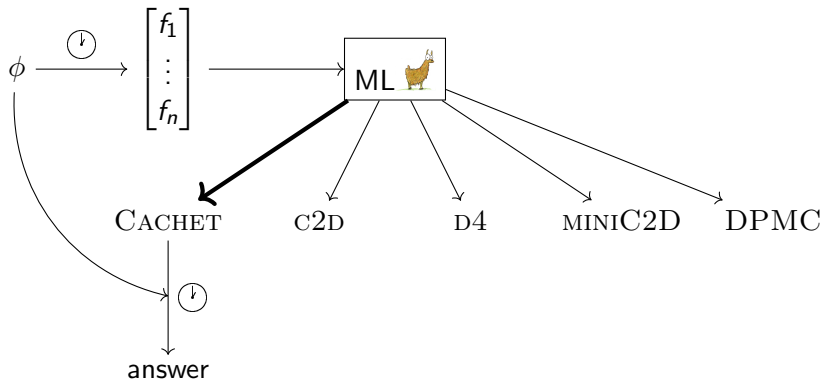 ϕ
f₁
⋮
fₙ
ML
CACHET C2D D4 MINIC2D DPMC
answer